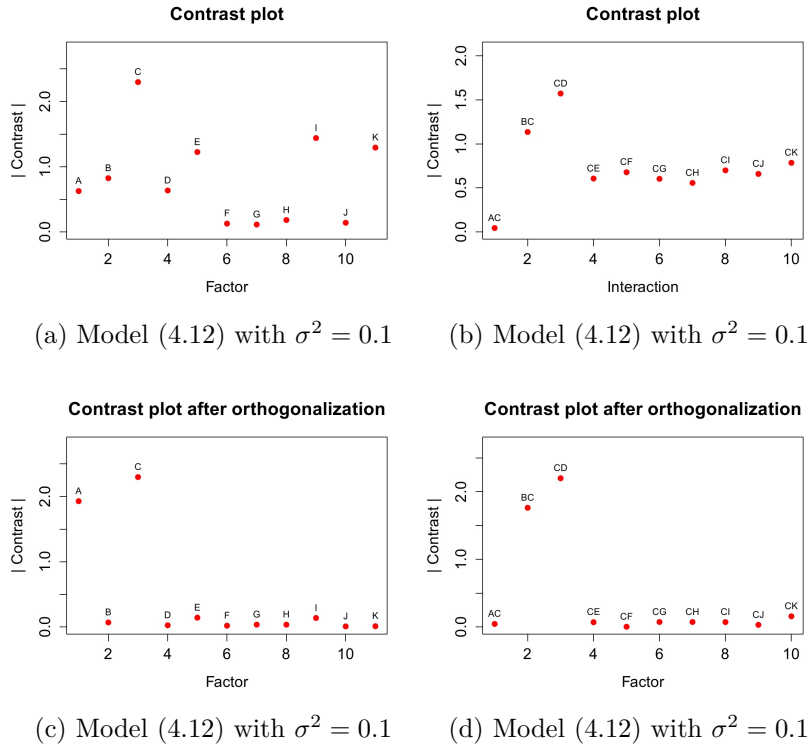 Contrast plot
| Contrast |
0.0 1.0 2.0
A B C D E F G H I J K
2 4 6 8 10
Factor
(a) Model (4.12) with σ² = 0.1
Contrast plot
| Contrast |
0.0 0.5 1.0 1.5 2.0
AC BC CD CE CF CG CH CI CJ CK
2 4 6 8 10
Interaction
(b) Model (4.12) with σ² = 0.1
Contrast plot after orthogonalization
| Contrast |
0.0 1.0 2.0
A B C D E F G H I J K
2 4 6 8 10
Factor
(c) Model (4.12) with σ² = 0.1
Contrast plot after orthogonalization
| Contrast |
0.0 1.0 2.0
AC BC CD CE CF CG CH CI CJ CK
2 4 6 8 10
Factor
(d) Model (4.12) with σ² = 0.1